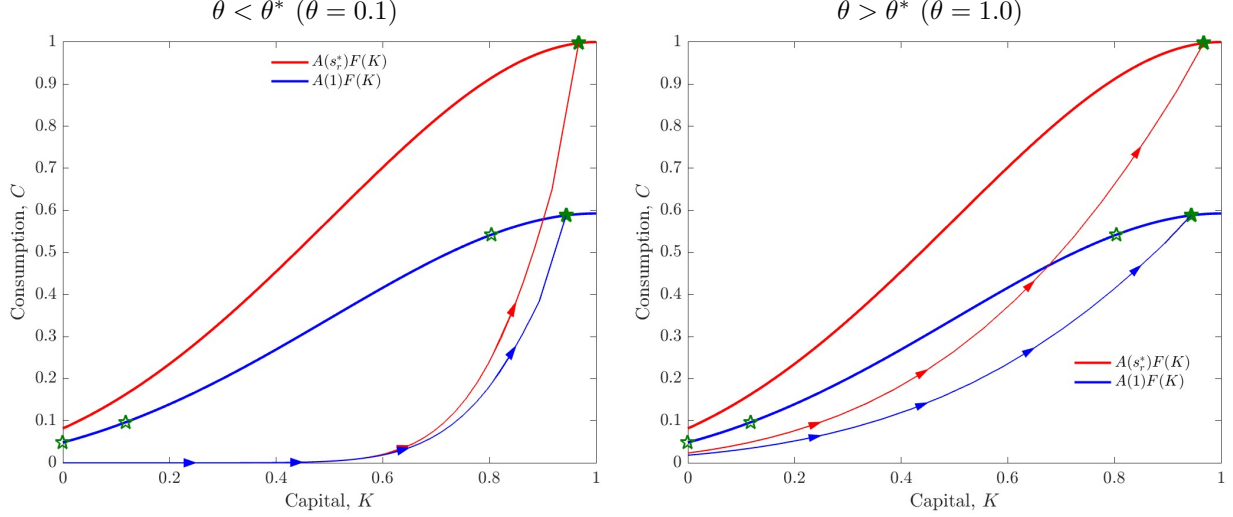 θ < θ* (θ = 0.1)
1
0.9
0.8
0.7
0.6
0.5
0.4
0.3
0.2
0.1
0
Consumption, C
A(s*_r)F(K)
A(1)F(K)
0 0.2 0.4 0.6 0.8 1
Capital, K
θ > θ* (θ = 1.0)
1
0.9
0.8
0.7
0.6
0.5
0.4
0.3
0.2
0.1
0
Consumption, C
A(s*_r)F(K)
A(1)F(K)
0 0.2 0.4 0.6 0.8 1
Capital, K